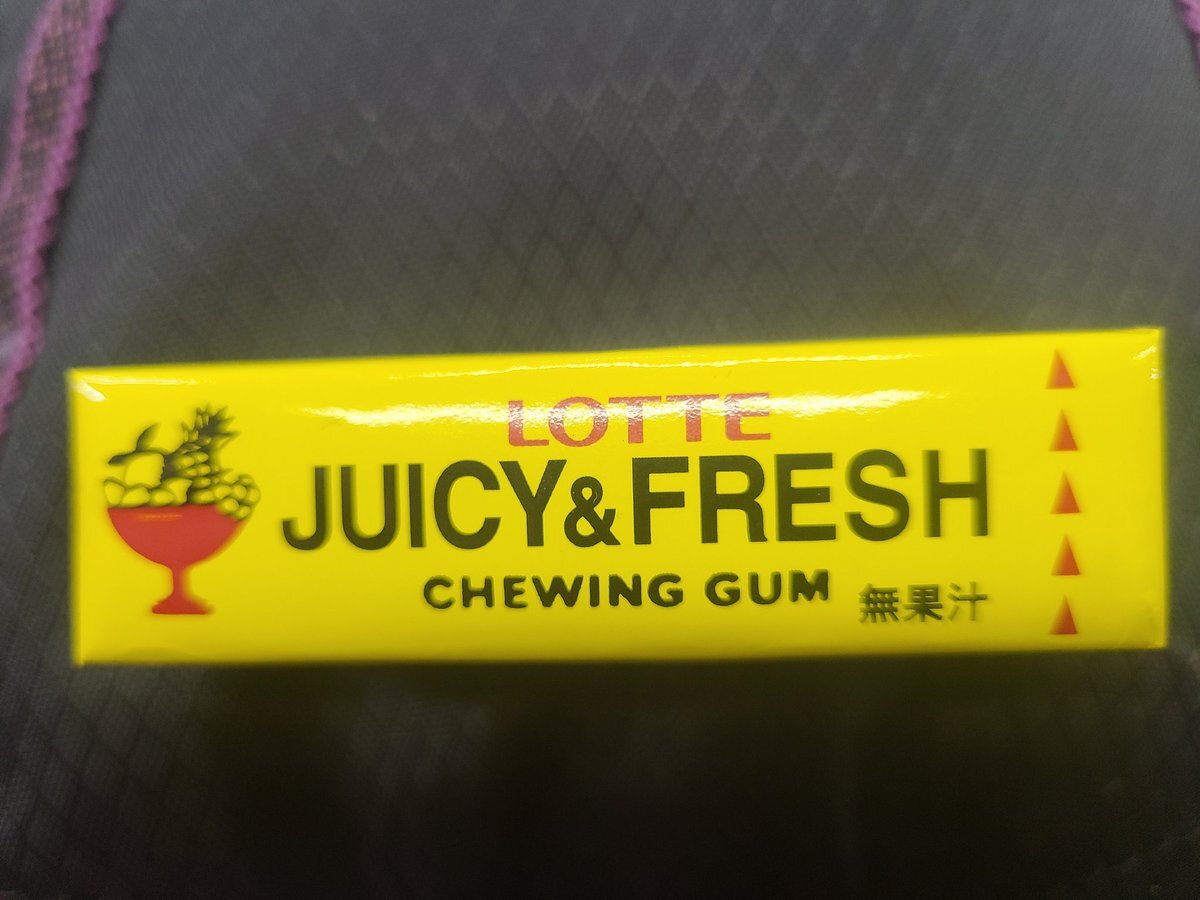 LOTTE
JUICY&FRESH
CHEWING GUM
無果汁